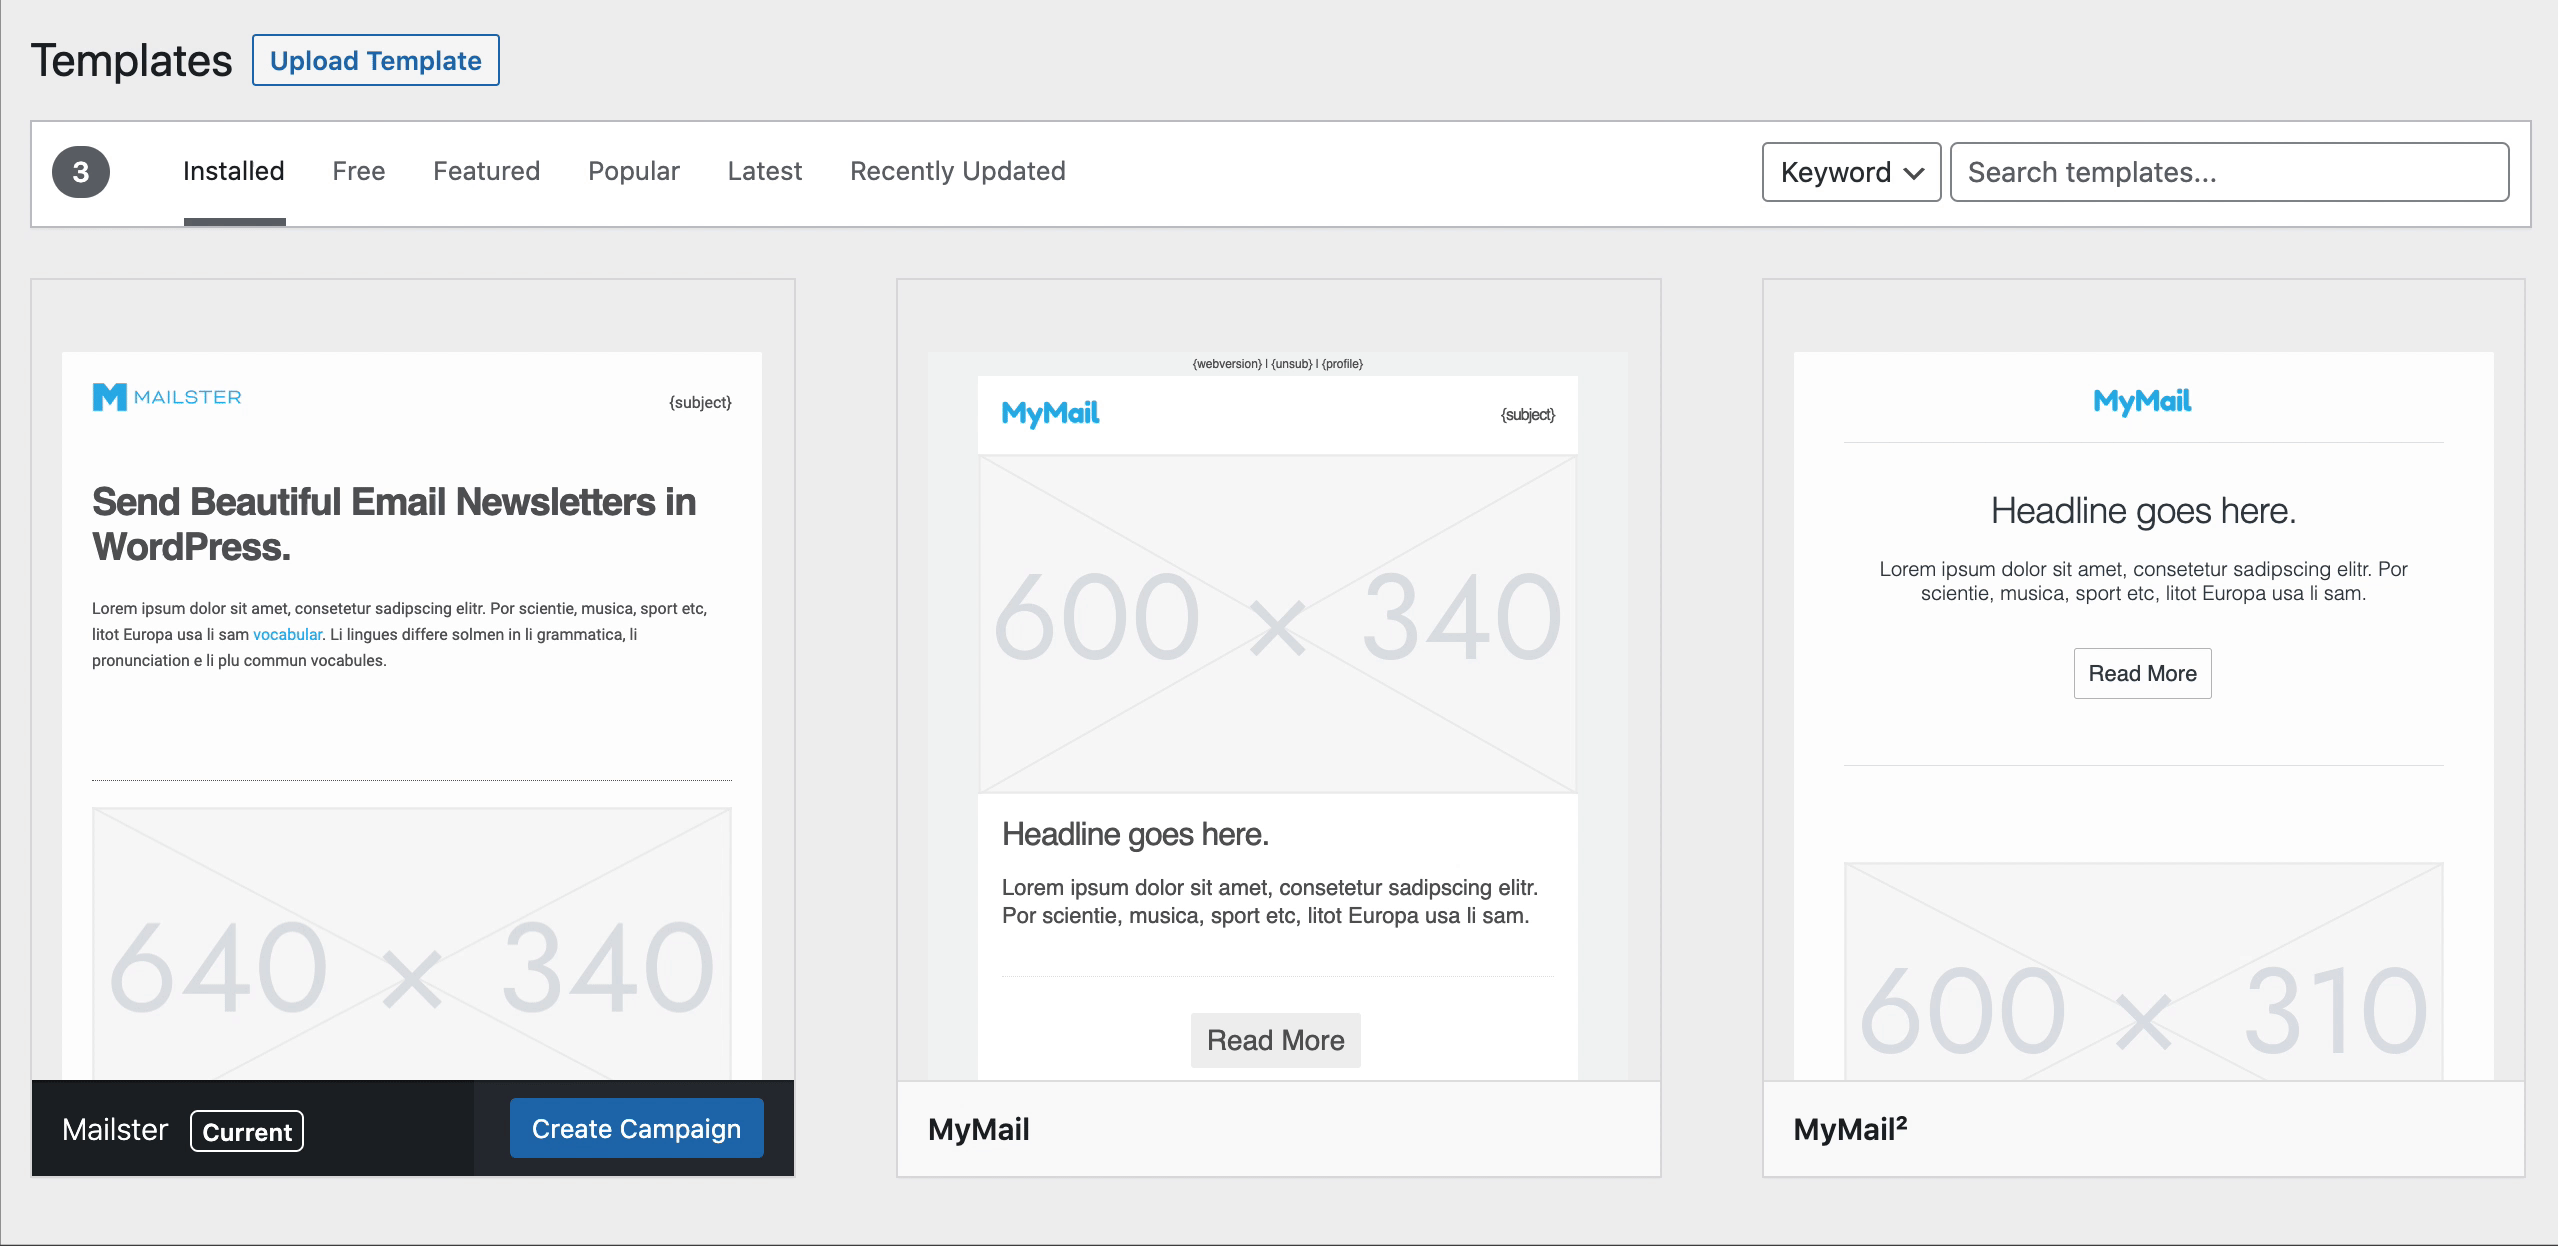 Templates Upload Template
3 Installed Free Featured Popular Latest Recently Updated Keyword Search templates...
MAILSTER {subject}
Send Beautiful Email Newsletters in
WordPress.
Lorem ipsum dolor sit amet, consetetur sadipscing elitr. Por scientie, musica, sport etc,
litot Europa usa li sam vocabular. Li lingues differe solmen in li grammatica, li
pronunciation e li plu commun vocabules.
640 × 340
Mailster Current Create Campaign
{webversion} | {unsub} | {profile}
MyMail {subject}
600 × 340
Headline goes here.
Lorem ipsum dolor sit amet, consetetur sadipscing elitr.
Por scientie, musica, sport etc, litot Europa usa li sam.
Read More
MyMail
MyMail
Headline goes here.
Lorem ipsum dolor sit amet, consetetur sadipscing elitr. Por
scientie, musica, sport etc, litot Europa usa li sam.
Read More
600 × 310
MyMail²